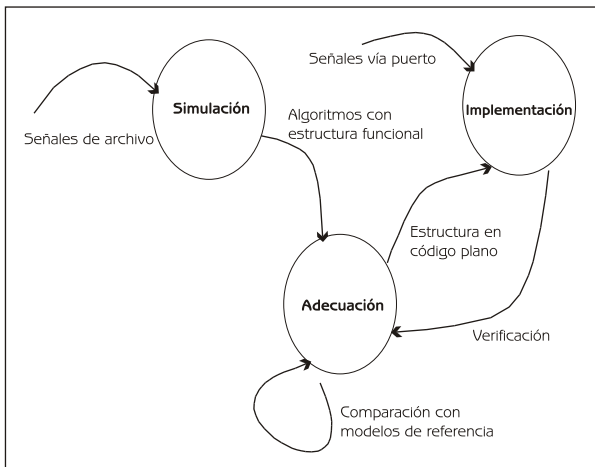 Señales vía puerto
Simulación
Implementación
Señales de archivo
Algoritmos con
estructura funcional
Estructura en
código plano
Adecuación
Verificación
Comparación con
modelos de referencia